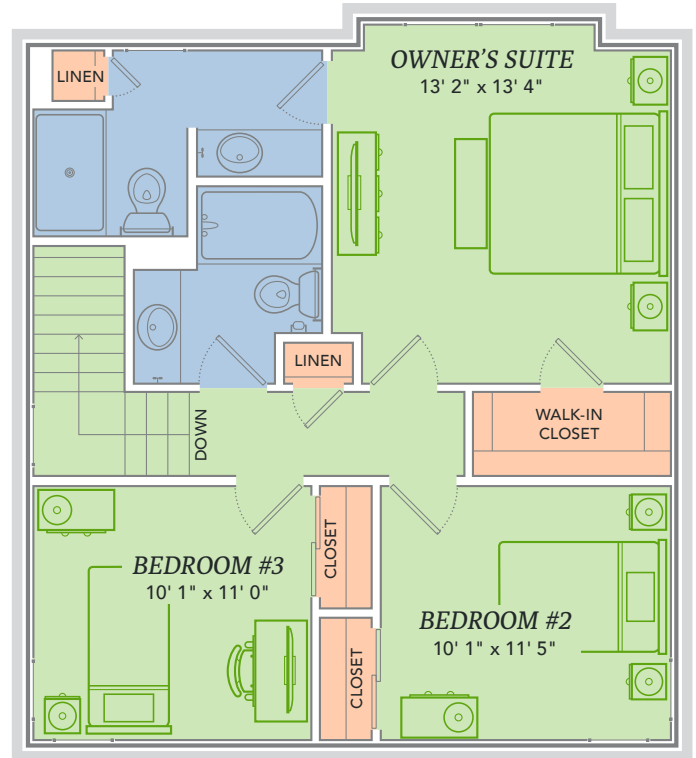 LINEN
OWNER'S SUITE
13' 2" x 13' 4"
LINEN
DOWN
WALK-IN
CLOSET
BEDROOM #3
10' 1" x 11' 0"
CLOSET
CLOSET
BEDROOM #2
10' 1" x 11' 5"